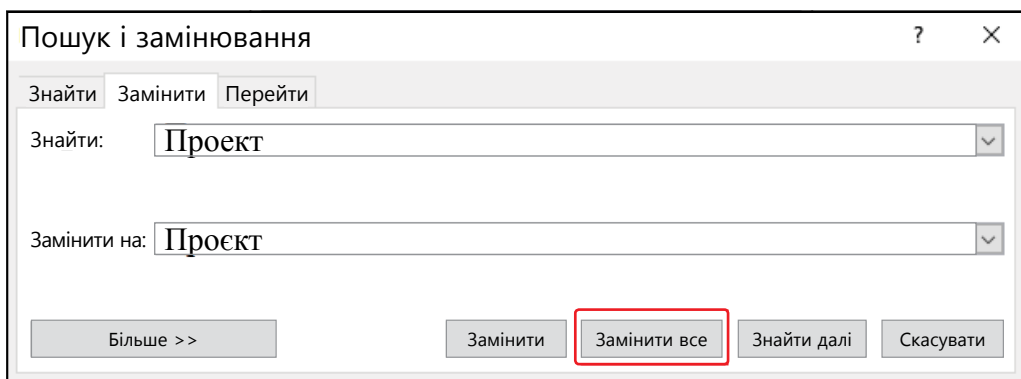 Пошук і замінювання ? ×
Знайти Замінити Перейти
Знайти: Проект
Замінити на: Проєкт
Більше >> Замінити Замінити все Знайти далі Скасувати